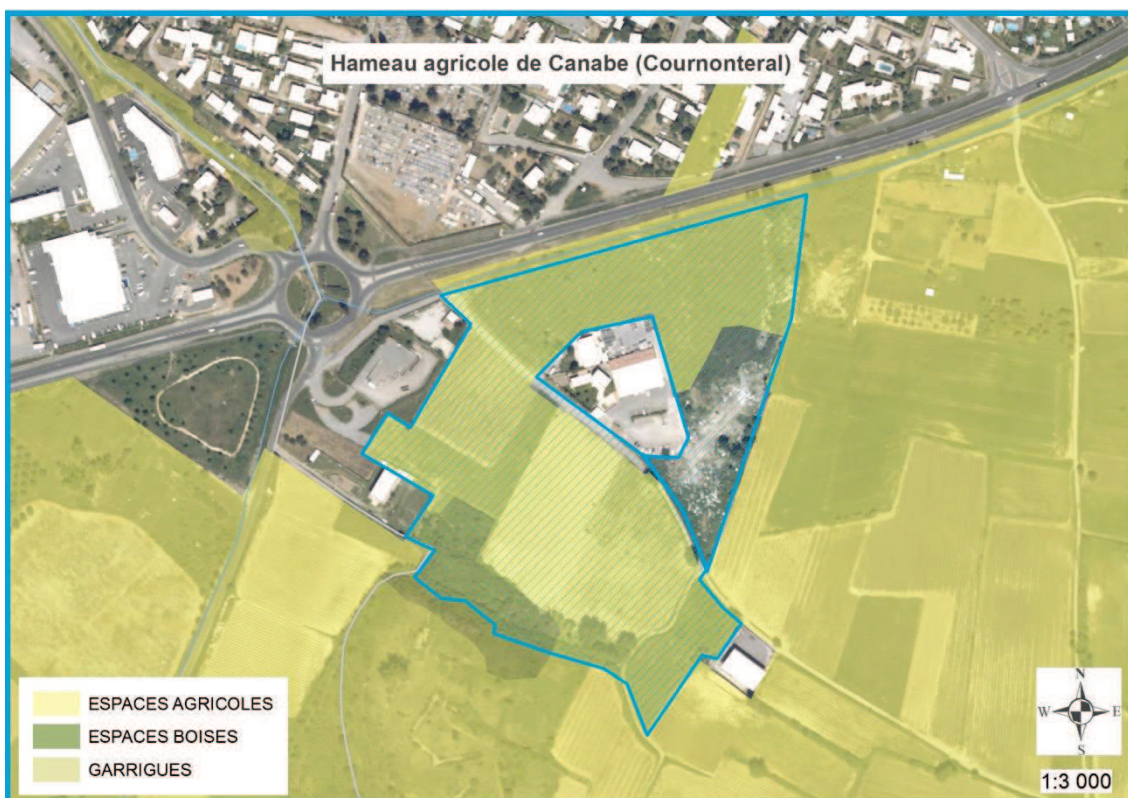 Hameau agricole de Canabe (Cournonteral)
ESPACES AGRICOLES
ESPACES BOISES
GARRIGUES
N
W E
S
1:3 000